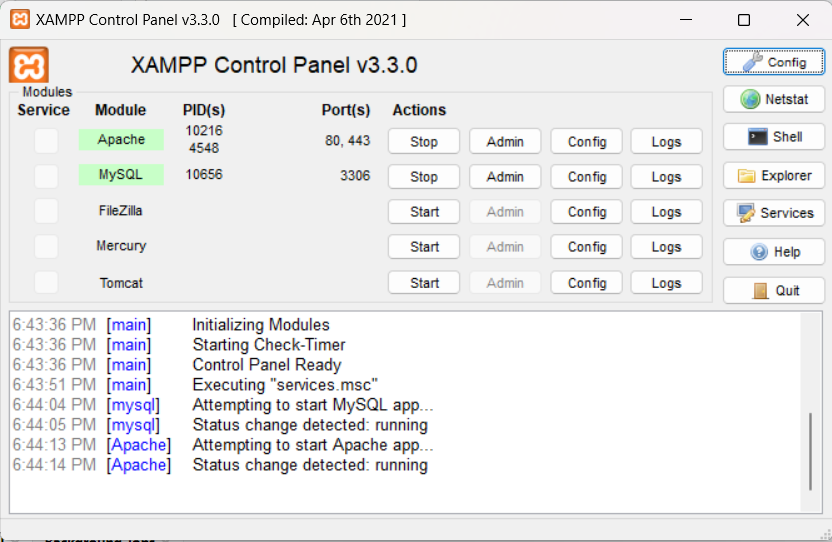 XAMPP Control Panel v3.3.0 [ Compiled: Apr 6th 2021 ]
XAMPP Control Panel v3.3.0
Config
Modules
Service Module PID(s) Port(s) Actions
Netstat
Apache 10216 4548 80, 443 Stop Admin Config Logs
Shell
MySQL 10656 3306 Stop Admin Config Logs
Explorer
FileZilla Start Admin Config Logs
Services
Mercury Start Admin Config Logs
Help
Tomcat Start Admin Config Logs
Quit
6:43:36 PM [main] Initializing Modules
6:43:36 PM [main] Starting Check-Timer
6:43:36 PM [main] Control Panel Ready
6:43:51 PM [main] Executing "services.msc"
6:44:04 PM [mysql] Attempting to start MySQL app...
6:44:05 PM [mysql] Status change detected: running
6:44:13 PM [Apache] Attempting to start Apache app...
6:44:14 PM [Apache] Status change detected: running